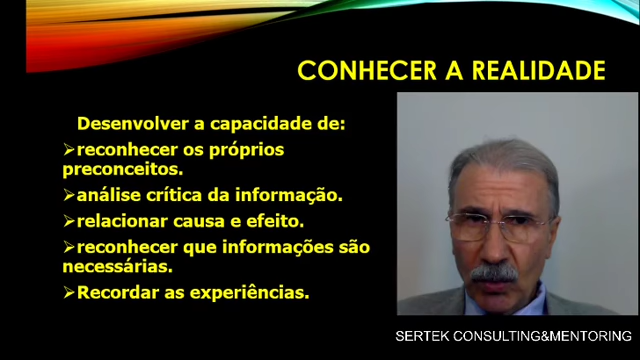 CONHECER A REALIDADE
Desenvolver a capacidade de:
➢reconhecer os próprios
preconceitos.
➢análise crítica da informação.
➢relacionar causa e efeito.
➢reconhecer que informações são
necessárias.
➢Recordar as experiências.
SERTEK CONSULTING&MENTORING